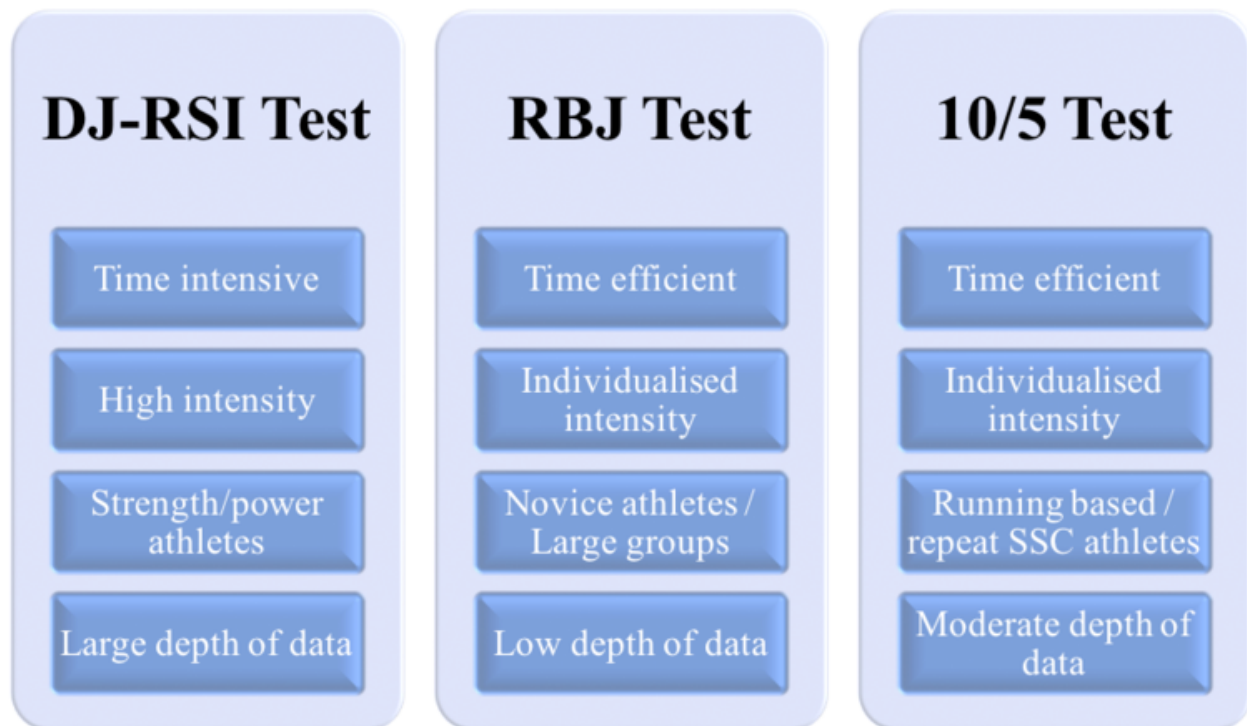 DJ-RSI Test
Time intensive
High intensity
Strength/power
athletes
Large depth of data
RBJ Test
Time efficient
Individualised
intensity
Novice athletes /
Large groups
Low depth of data
10/5 Test
Time efficient
Individualised
intensity
Running based /
repeat SSC athletes
Moderate depth of
data